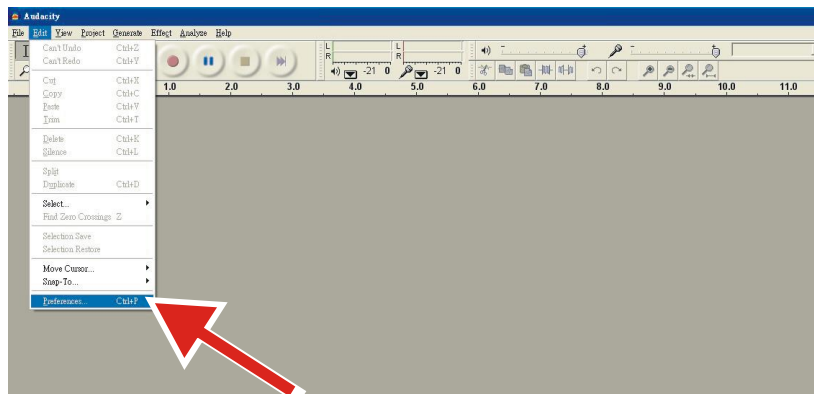 Audacity
File Edit View Project Generate Effect Analyze Help
Can't Undo Ctrl+Z
Can't Redo Ctrl+Y
Cut Ctrl+X
Copy Ctrl+C
Paste Ctrl+V
Trim Ctrl+T
Delete Ctrl+K
Silence Ctrl+L
Split
Duplicate Ctrl+D
Select...
Find Zero Crossings Z
Selection Save
Selection Restore
Move Cursor...
Snap-To...
Preferences... Ctrl+P
L L
R R
-21 0 -21 0
1.0 2.0 3.0 4.0 5.0 6.0 7.0 8.0 9.0 10.0 11.0